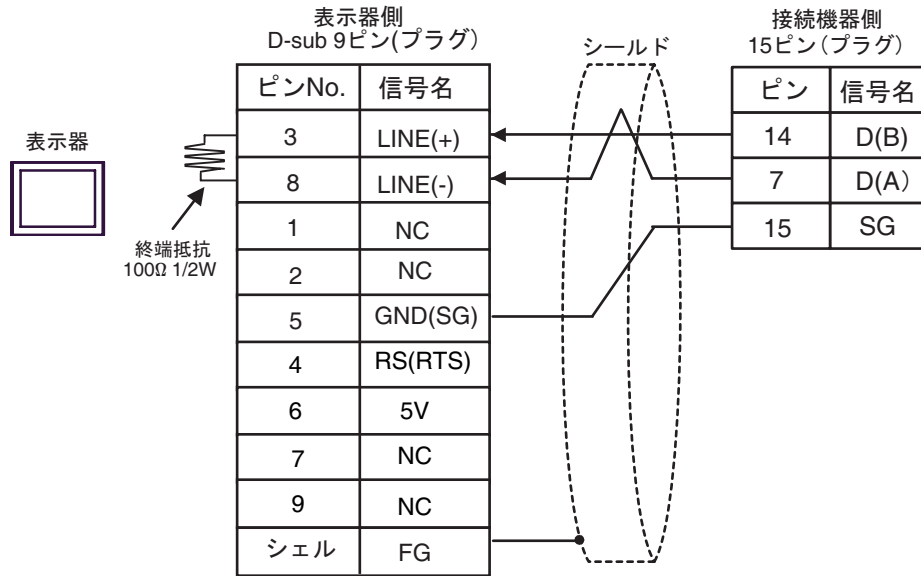 表示器側
D-sub 9ピン(プラグ)
シールド
接続機器側
15ピン(プラグ)
表示器
終端抵抗
100Ω 1/2W
ピンNo. 信号名
3 LINE(+)
8 LINE(-)
1 NC
2 NC
5 GND(SG)
4 RS(RTS)
6 5V
7 NC
9 NC
シェル FG
ピン 信号名
14 D(B)
7 D(A)
15 SG